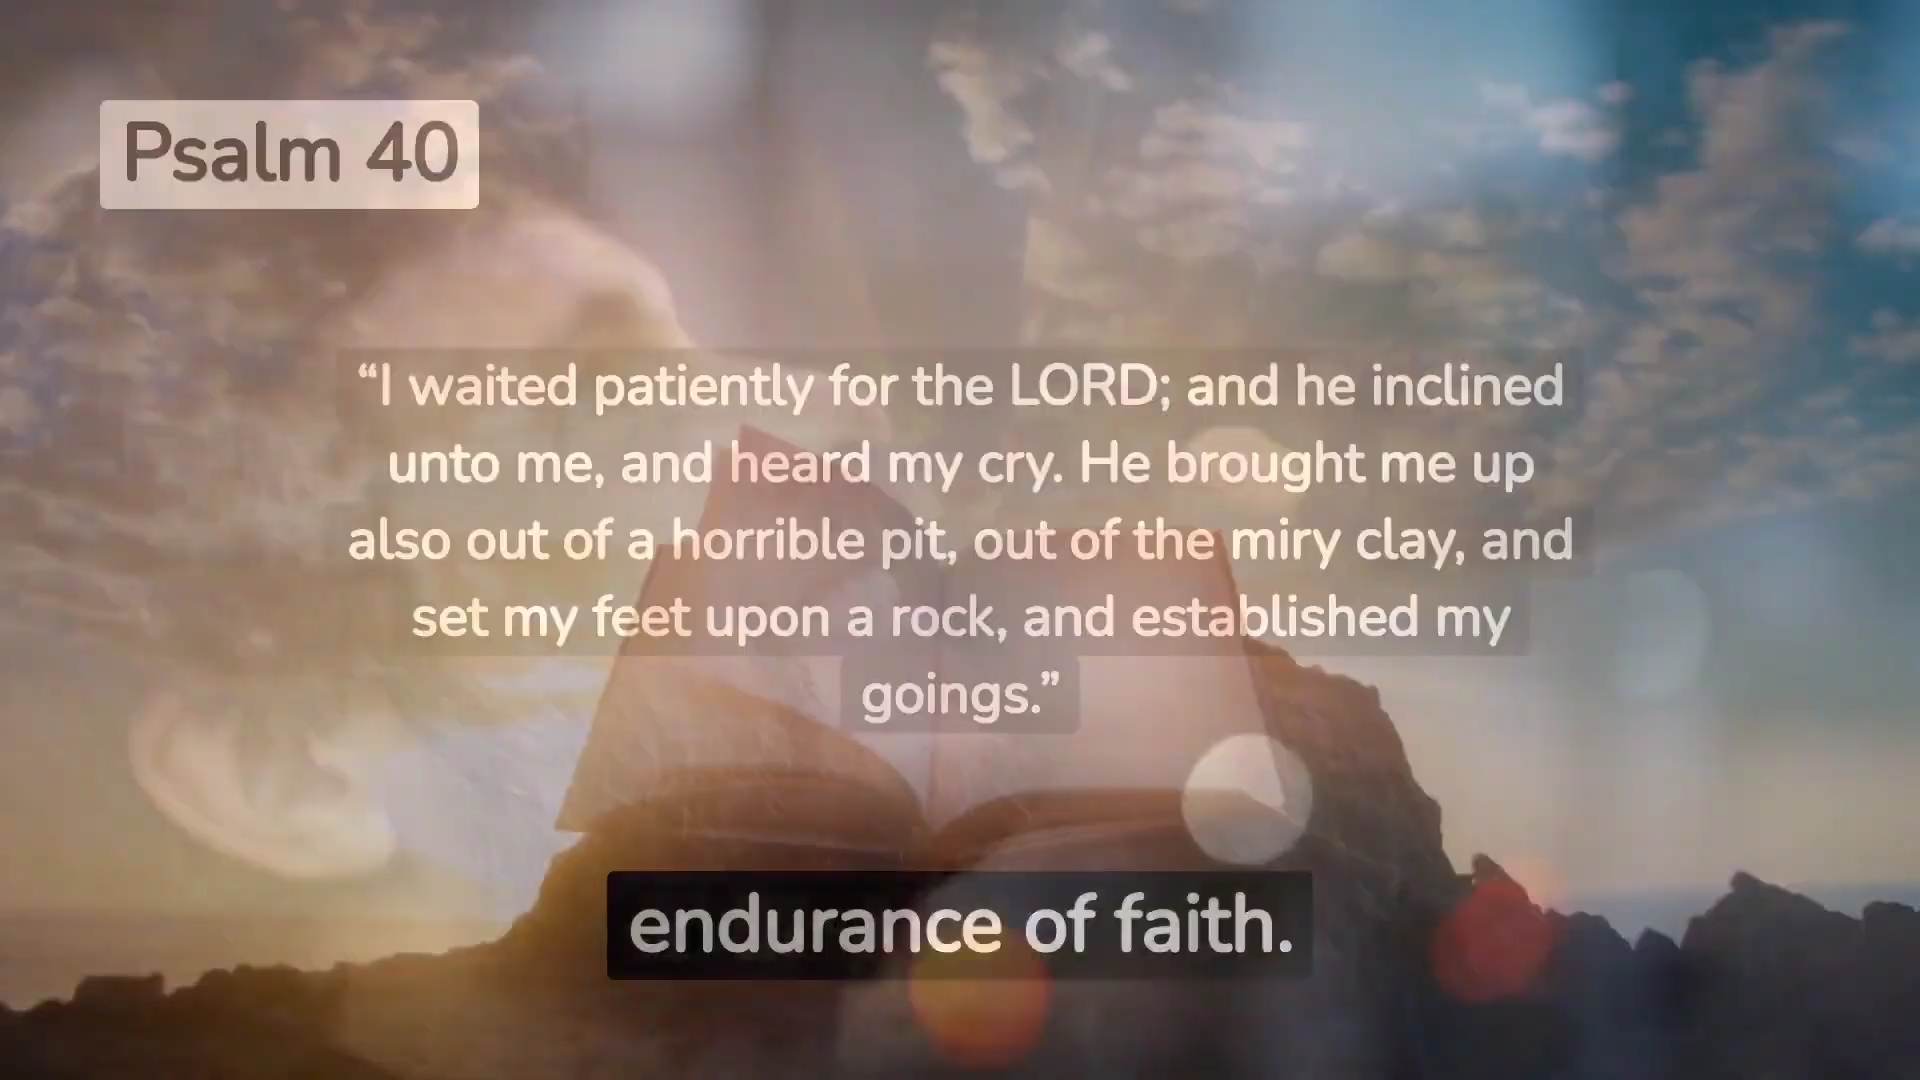 Psalm 40
“I waited patiently for the LORD; and he inclined
unto me, and heard my cry. He brought me up
also out of a horrible pit, out of the miry clay, and
set my feet upon a rock, and established my
goings.”
endurance of faith.